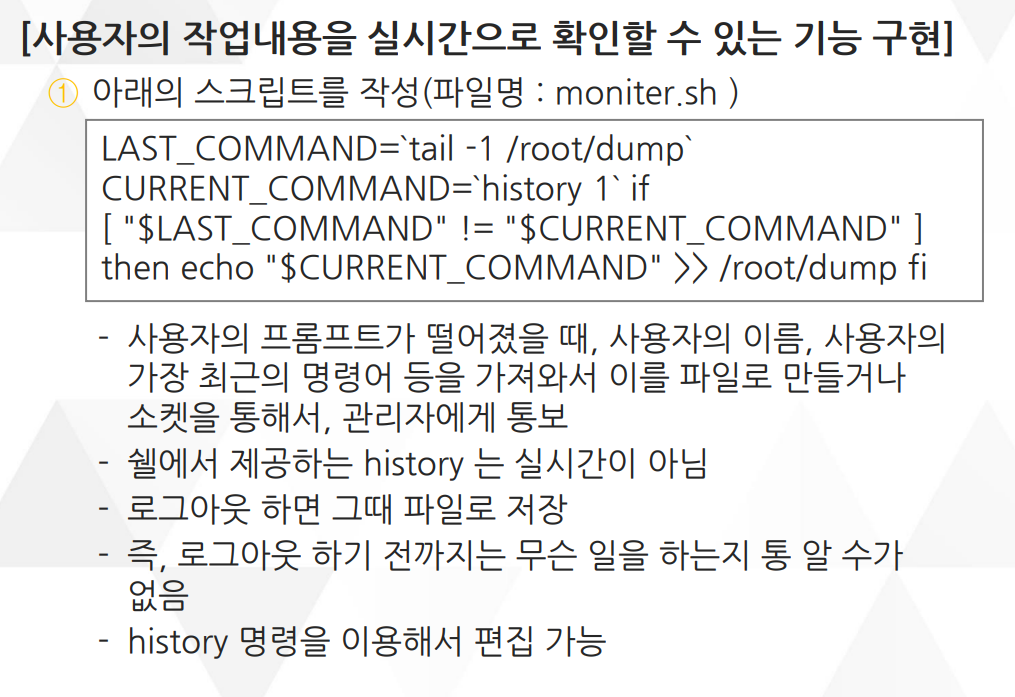 [사용자의 작업내용을 실시간으로 확인할 수 있는 기능 구현]
① 아래의 스크립트를 작성(파일명 : moniter.sh )
LAST_COMMAND=`tail -1 /root/dump`
CURRENT_COMMAND=`history 1` if
[ "$LAST_COMMAND" != "$CURRENT_COMMAND" ]
then echo "$CURRENT_COMMAND" >> /root/dump fi
- 사용자의 프롬프트가 떨어졌을 때, 사용자의 이름, 사용자의
가장 최근의 명령어 등을 가져와서 이를 파일로 만들거나
소켓을 통해서, 관리자에게 통보
- 쉘에서 제공하는 history 는 실시간이 아님
- 로그아웃 하면 그때 파일로 저장
- 즉, 로그아웃 하기 전까지는 무슨 일을 하는지 통 알 수가
없음
- history 명령을 이용해서 편집 가능